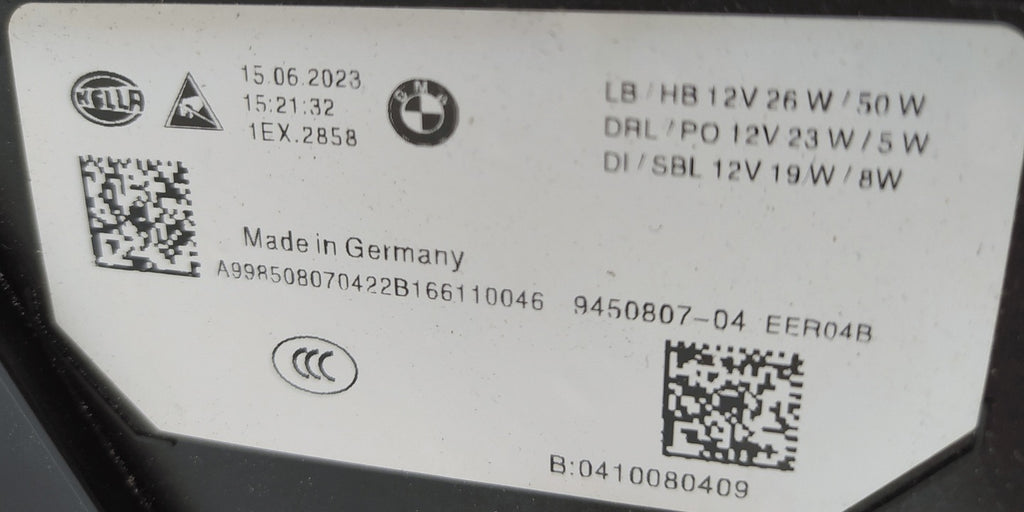 HELLA
15.06.2023
15:21:32
1EX.2858
BMW
LB / HB 12V 26 W / 50 W
DRL / PO 12V 23 W / 5 W
DI / SBL 12V 19 W / 8W
Made in Germany
A998508070422B166110046 9450807-04 EER04B
CCC
B:0410080409